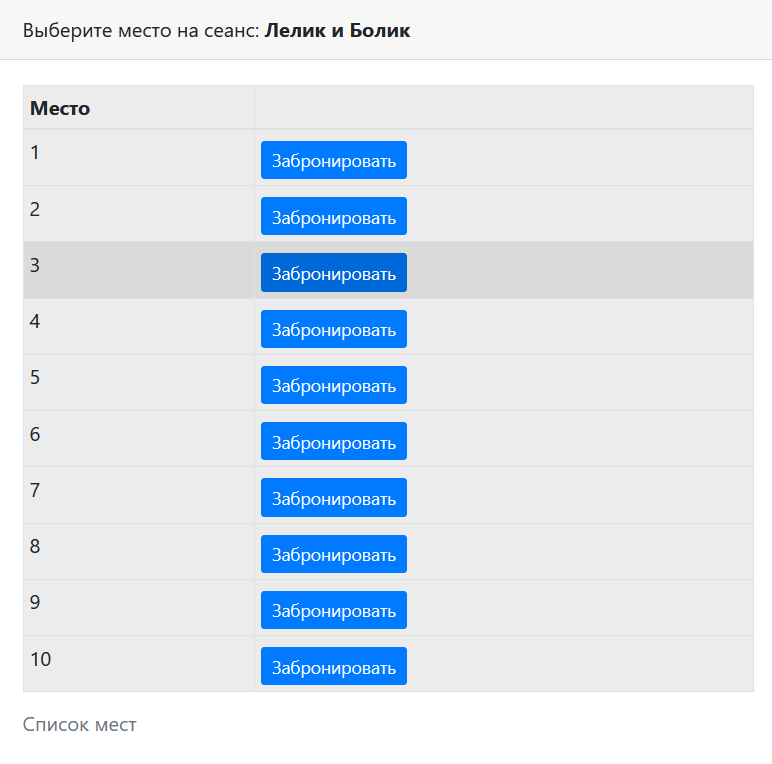 Выберите место на сеанс: Лелик и Болик
Место
1 Забронировать
2 Забронировать
3 Забронировать
4 Забронировать
5 Забронировать
6 Забронировать
7 Забронировать
8 Забронировать
9 Забронировать
10 Забронировать
Список мест